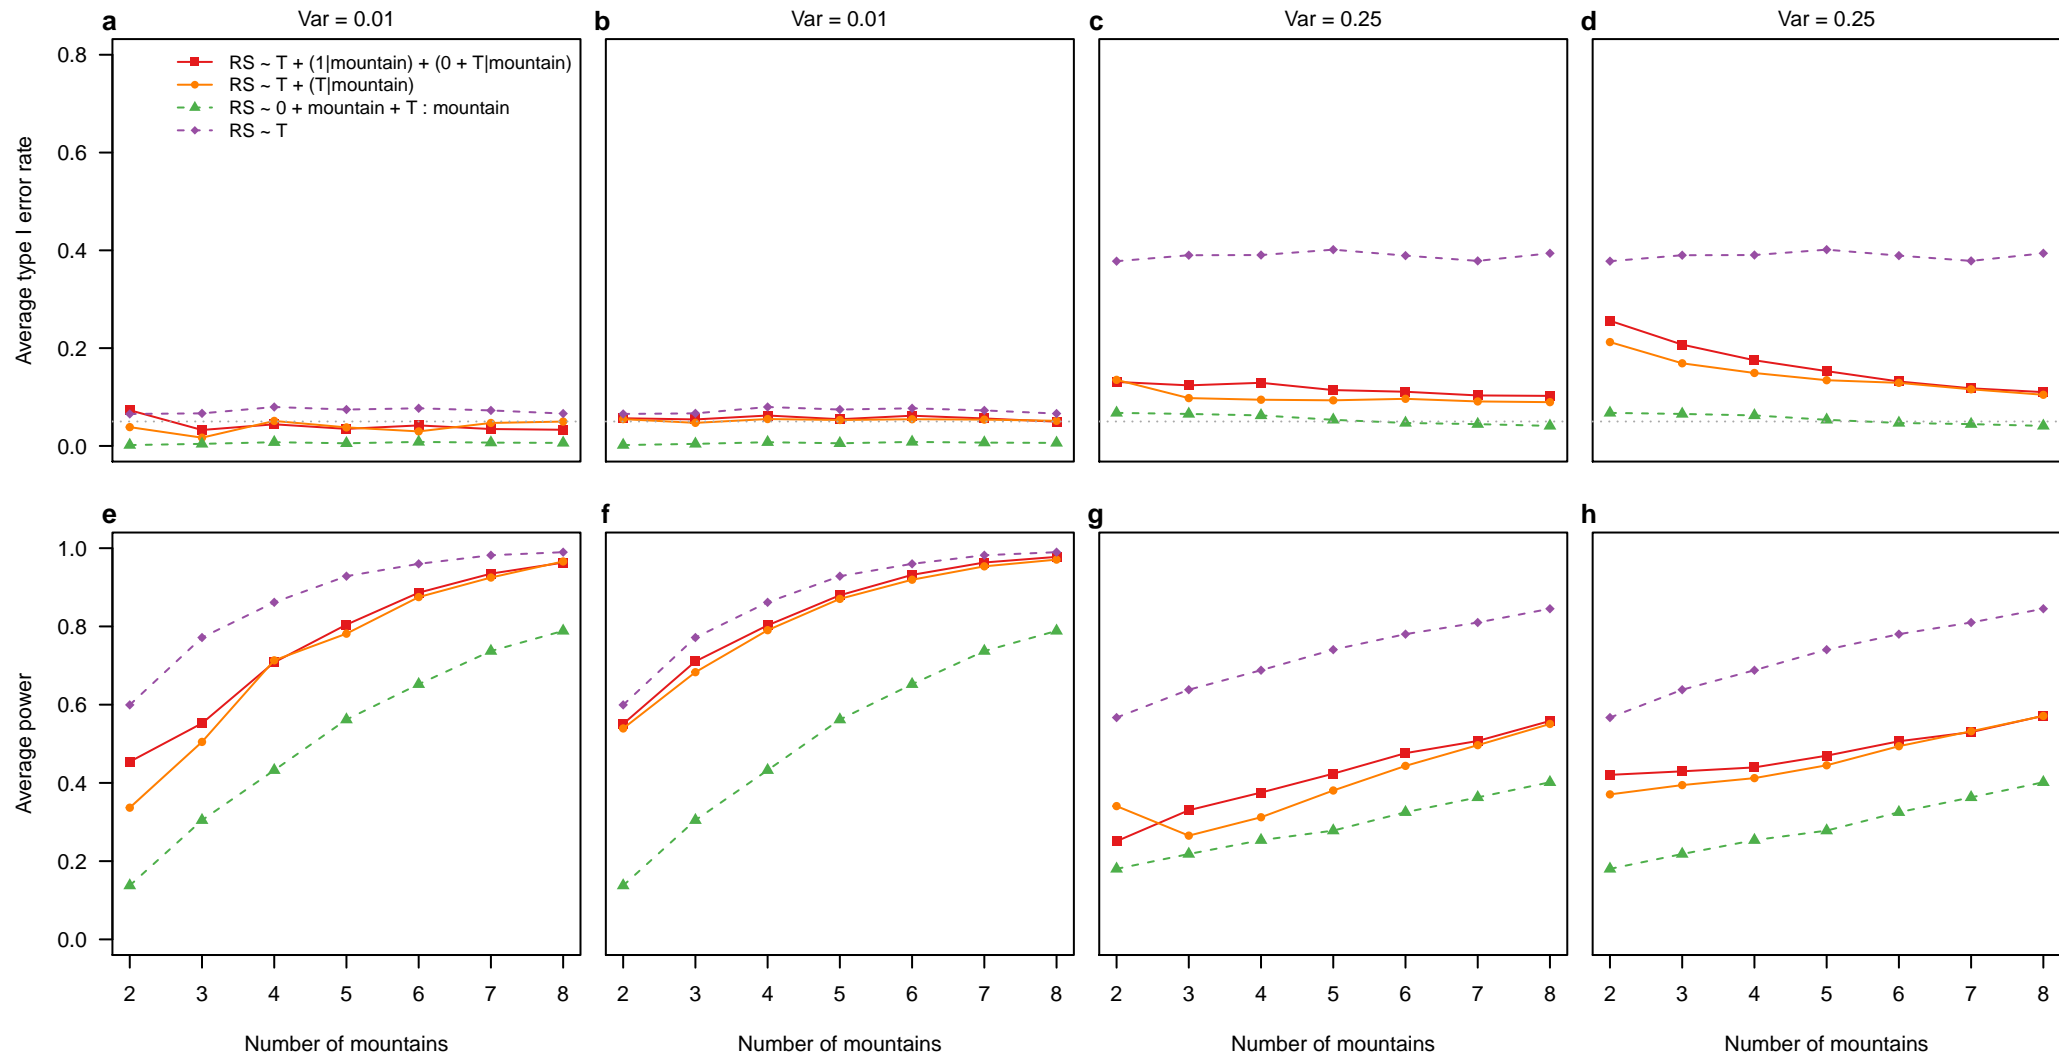 a Var = 0.01 b Var = 0.01 c Var = 0.25 d Var = 0.25
RS ~ T + (1|mountain) + (0 + T|mountain)
RS ~ T + (T|mountain)
RS ~ 0 + mountain + T : mountain
RS ~ T
Average type I error rate
0.8
0.6
0.4
0.2
0.0
e f g h
Average power
1.0
0.8
0.6
0.4
0.2
0.0
2 3 4 5 6 7 8 2 3 4 5 6 7 8 2 3 4 5 6 7 8 2 3 4 5 6 7 8
Number of mountains Number of mountains Number of mountains Number of mountains